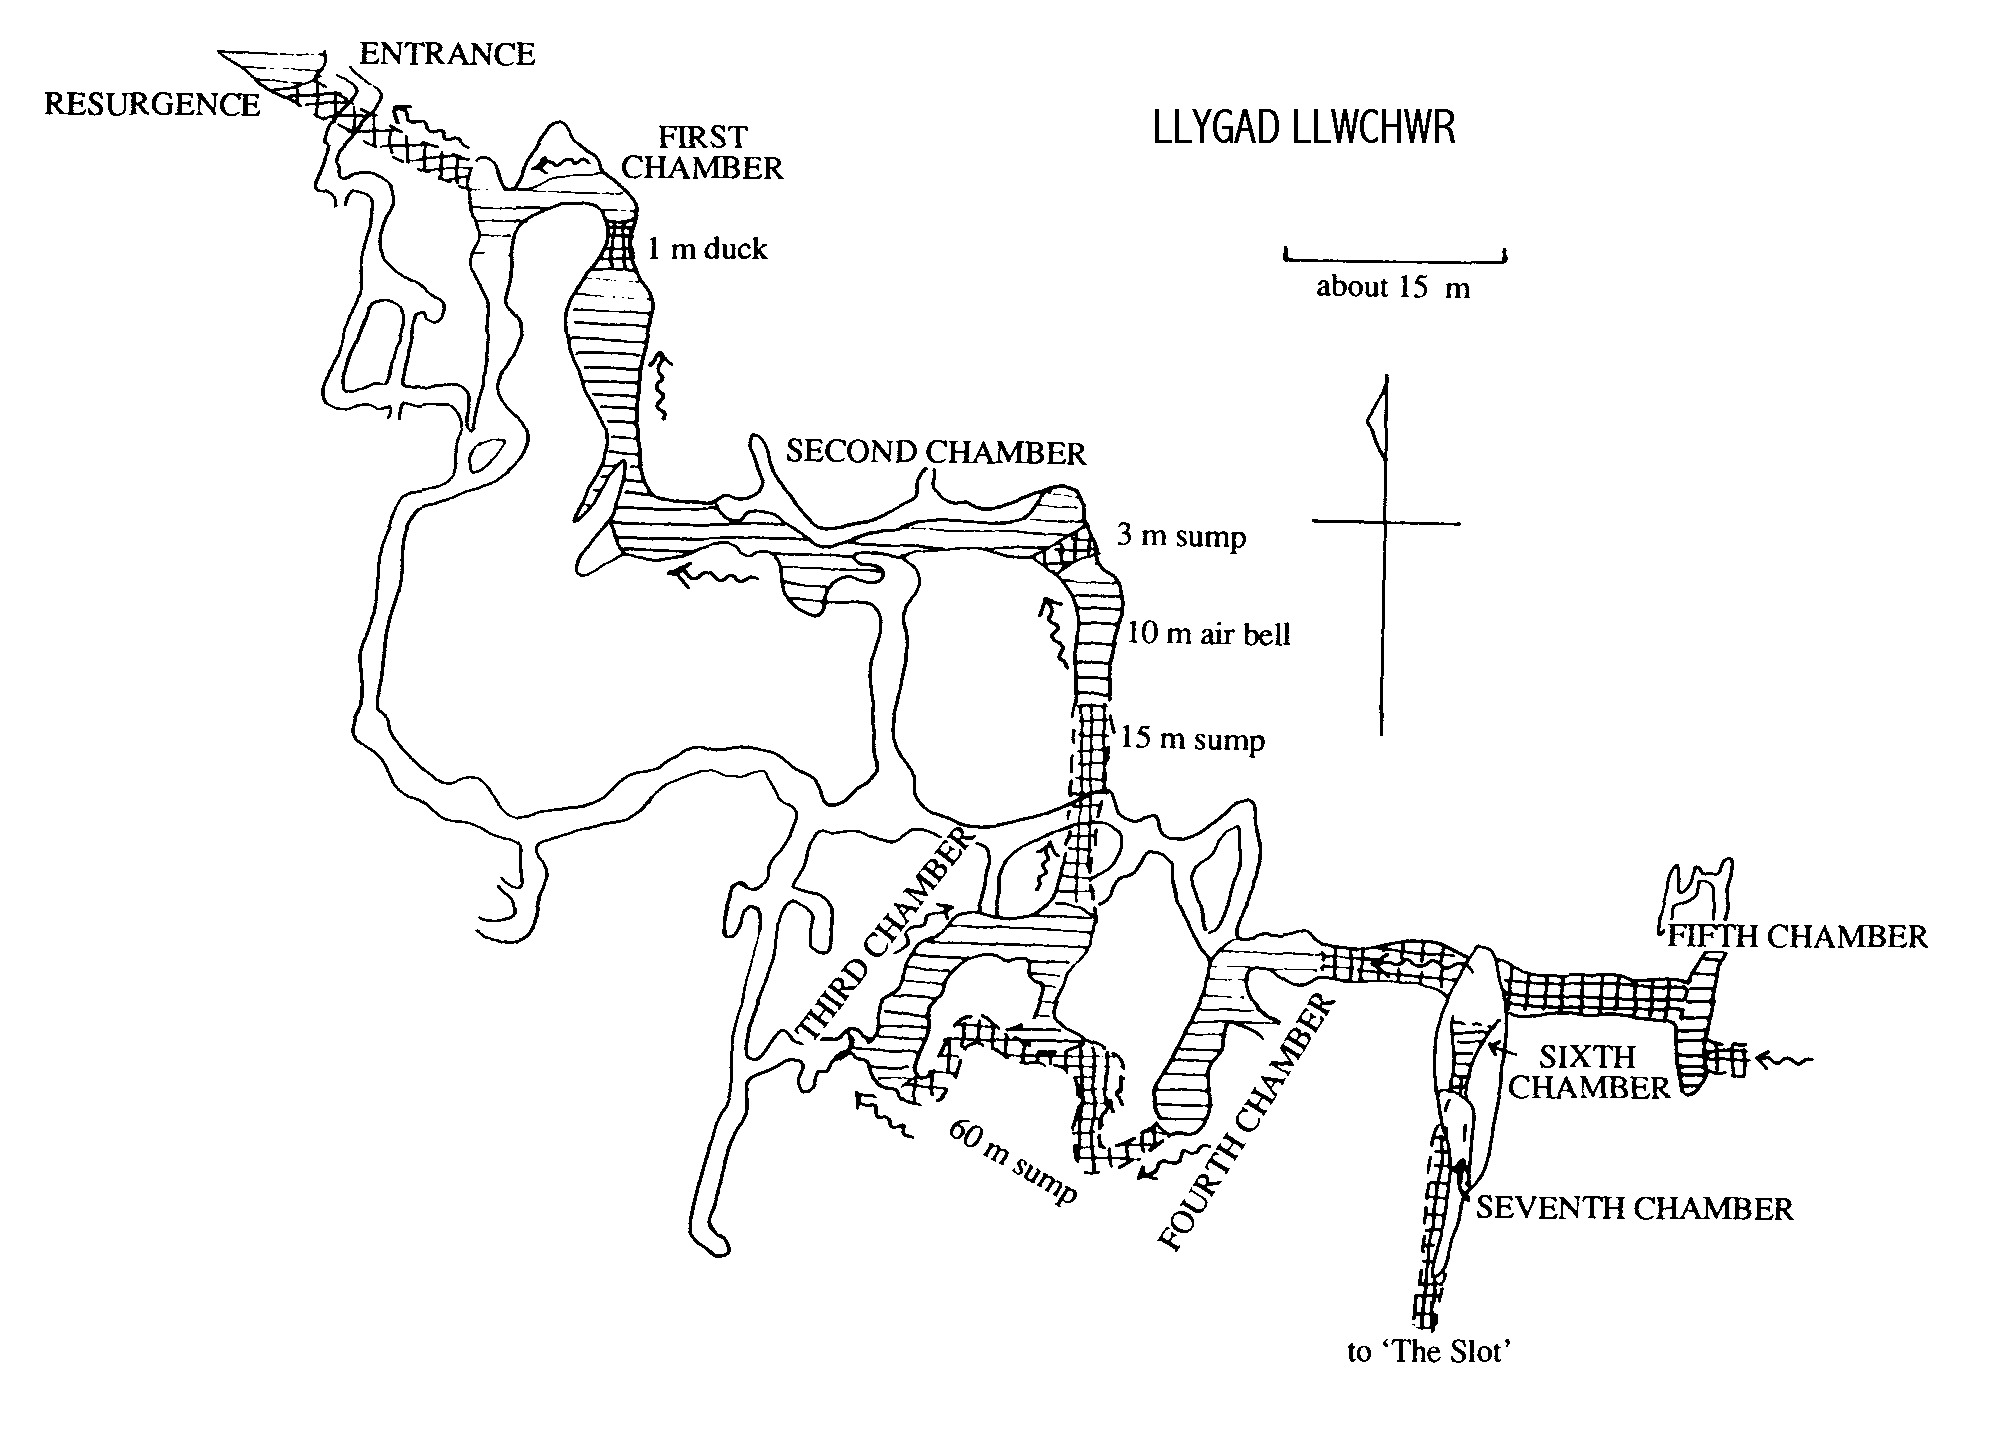 ENTRANCE
RESURGENCE
LLYGAD LLWCHWR
FIRST
CHAMBER
1 m duck
about 15 m
SECOND CHAMBER
3 m sump
10 m air bell
15 m sump
THIRD CHAMBER
FIFTH CHAMBER
SIXTH
CHAMBER
60 m sump
FOURTH CHAMBER
SEVENTH CHAMBER
to ‘The Slot’